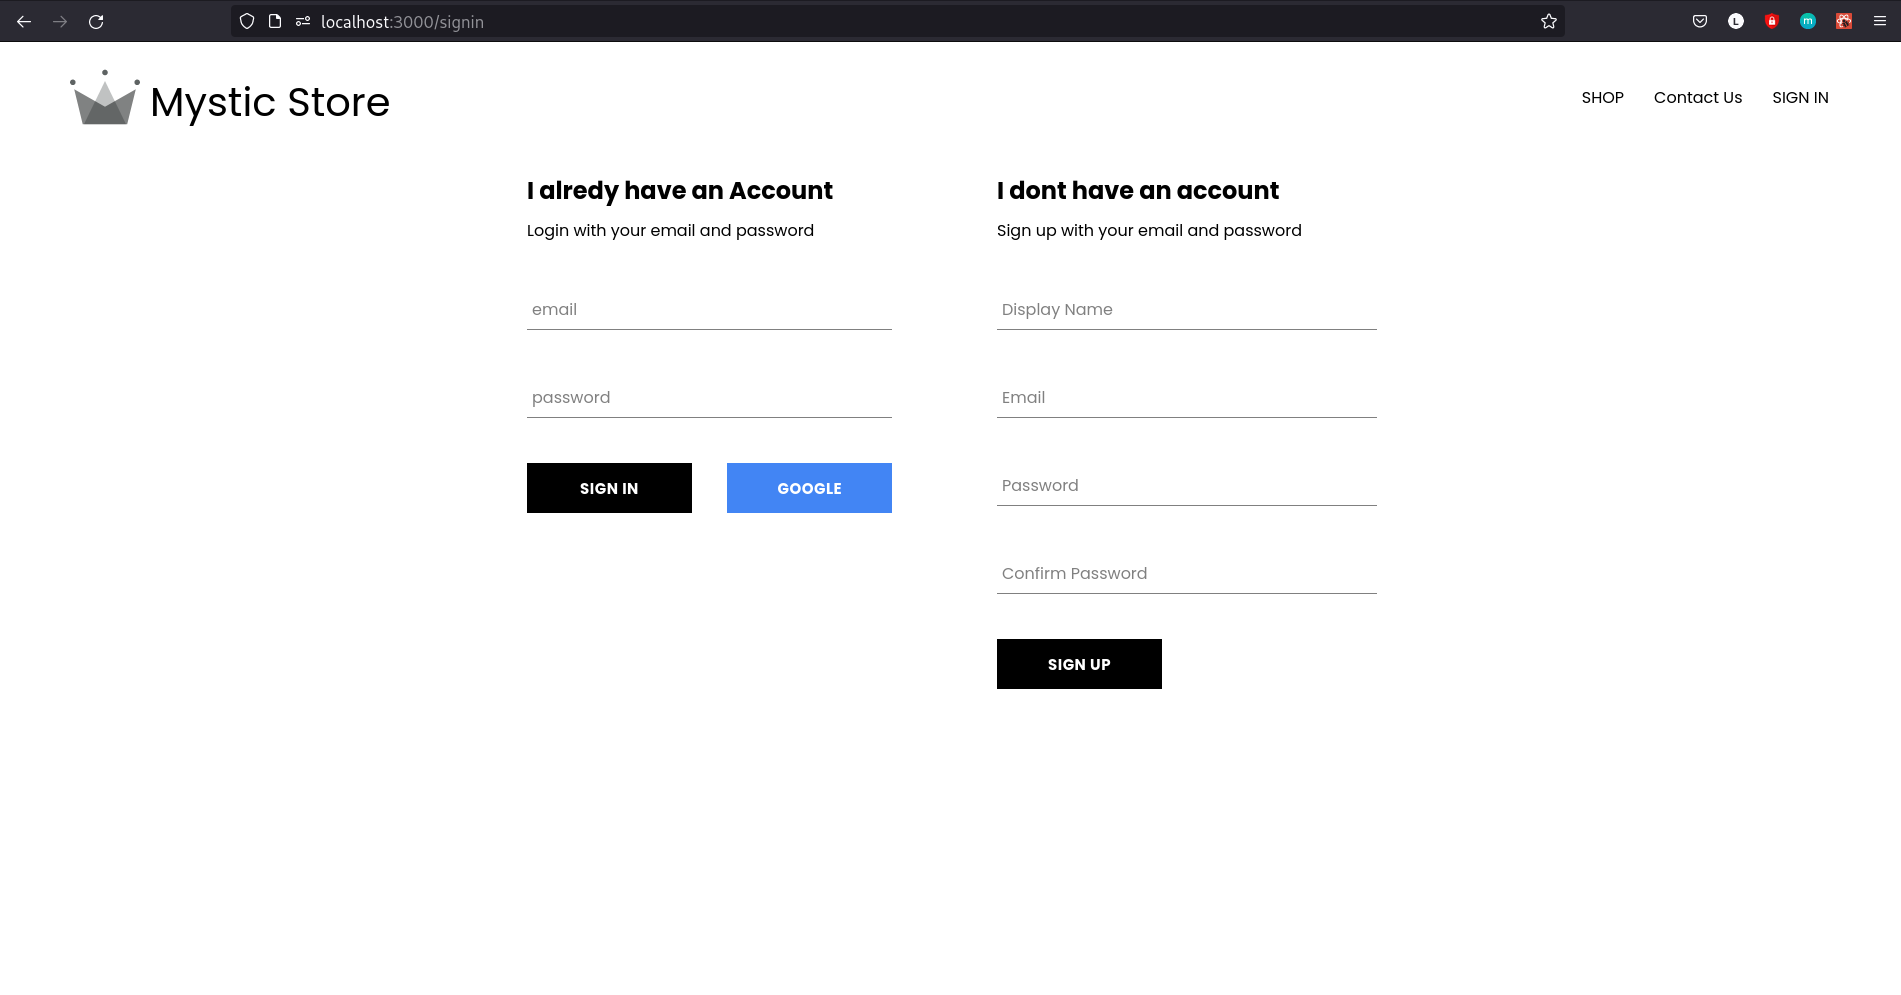 localhost:3000/signin
L
m
Mystic Store
SHOP
Contact Us
SIGN IN
I alredy have an Account
Login with your email and password
email
password
SIGN IN
GOOGLE
I dont have an account
Sign up with your email and password
Display Name
Email
Password
Confirm Password
SIGN UP